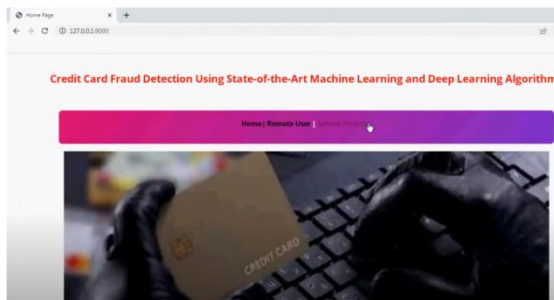 Home Page
127.0.0.1:8000
Credit Card Fraud Detection Using State-of-the-Art Machine Learning and Deep Learning Algorithm
Home | Remote User |
CREDIT CARD